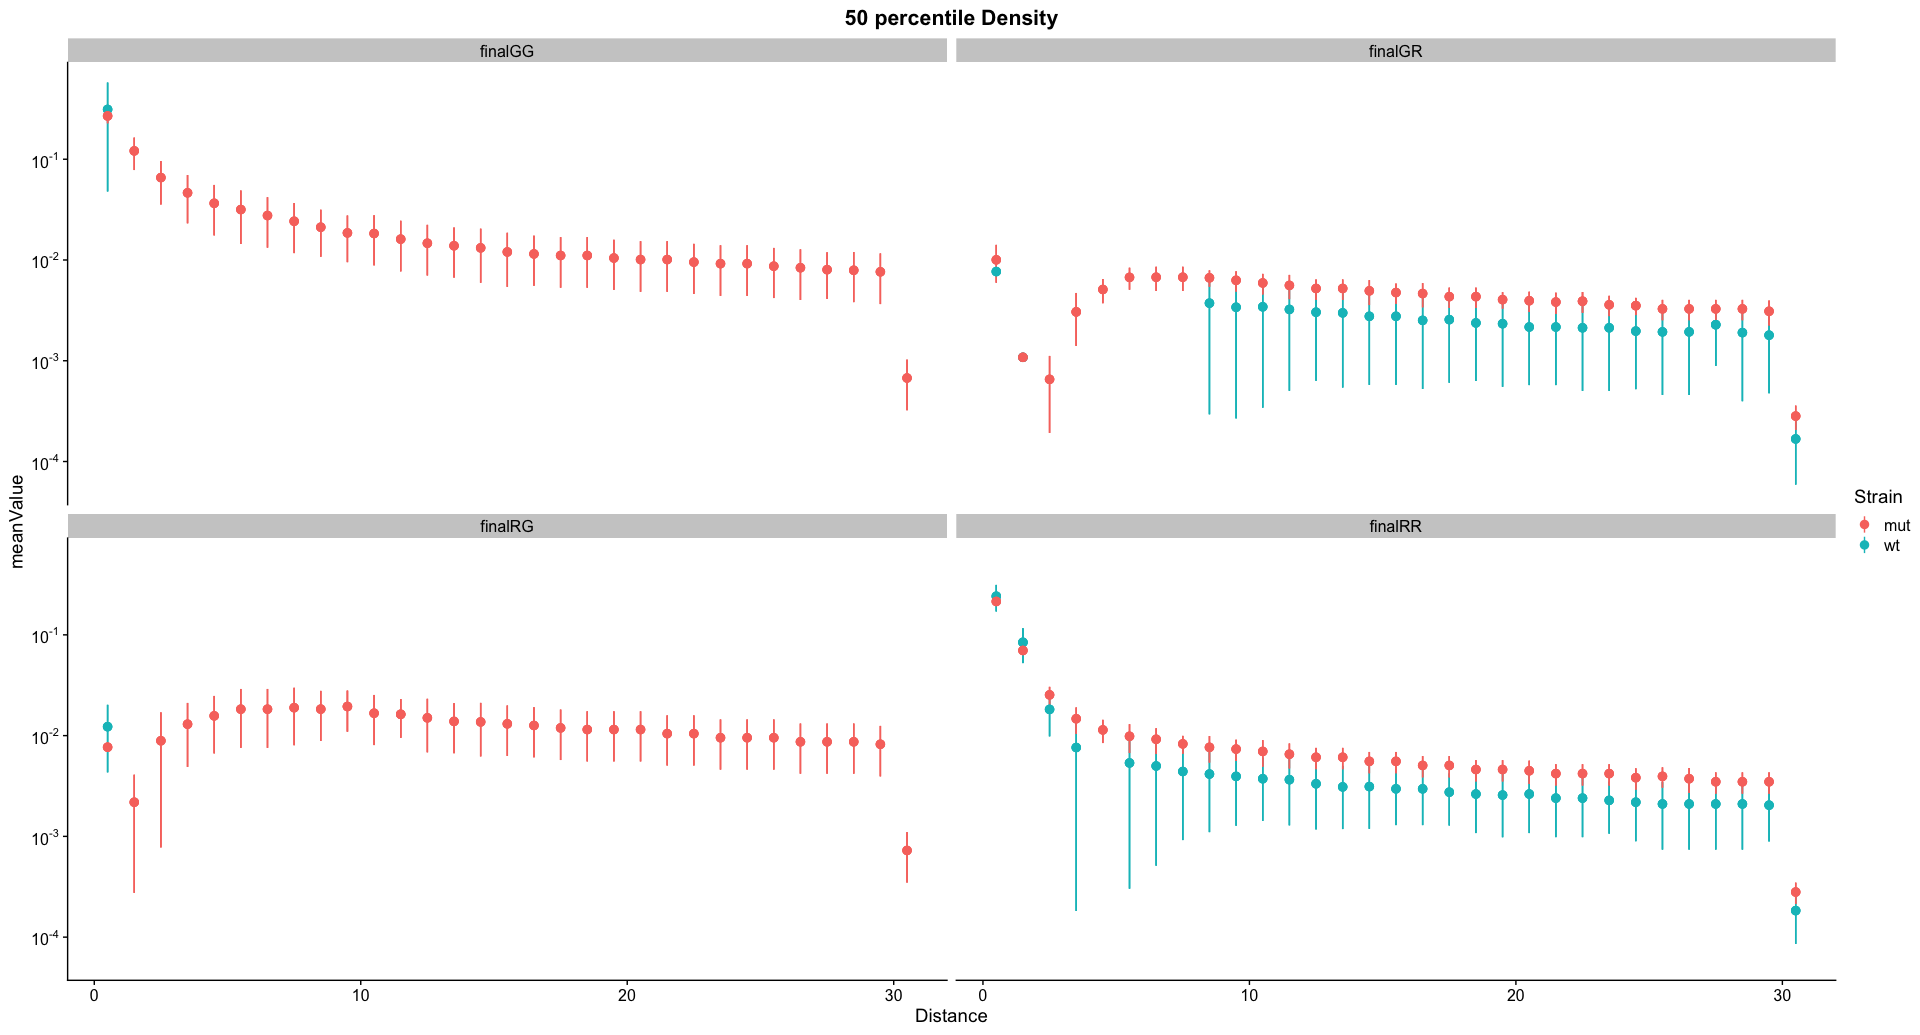 50 percentile Density
finalGG
finalGR
10-1
10-2
10-3
10-4
finalRG
finalRR
10-1
10-2
10-3
10-4
0
10
20
30
0
10
20
30
Distance
meanValue
Strain
mut
wt